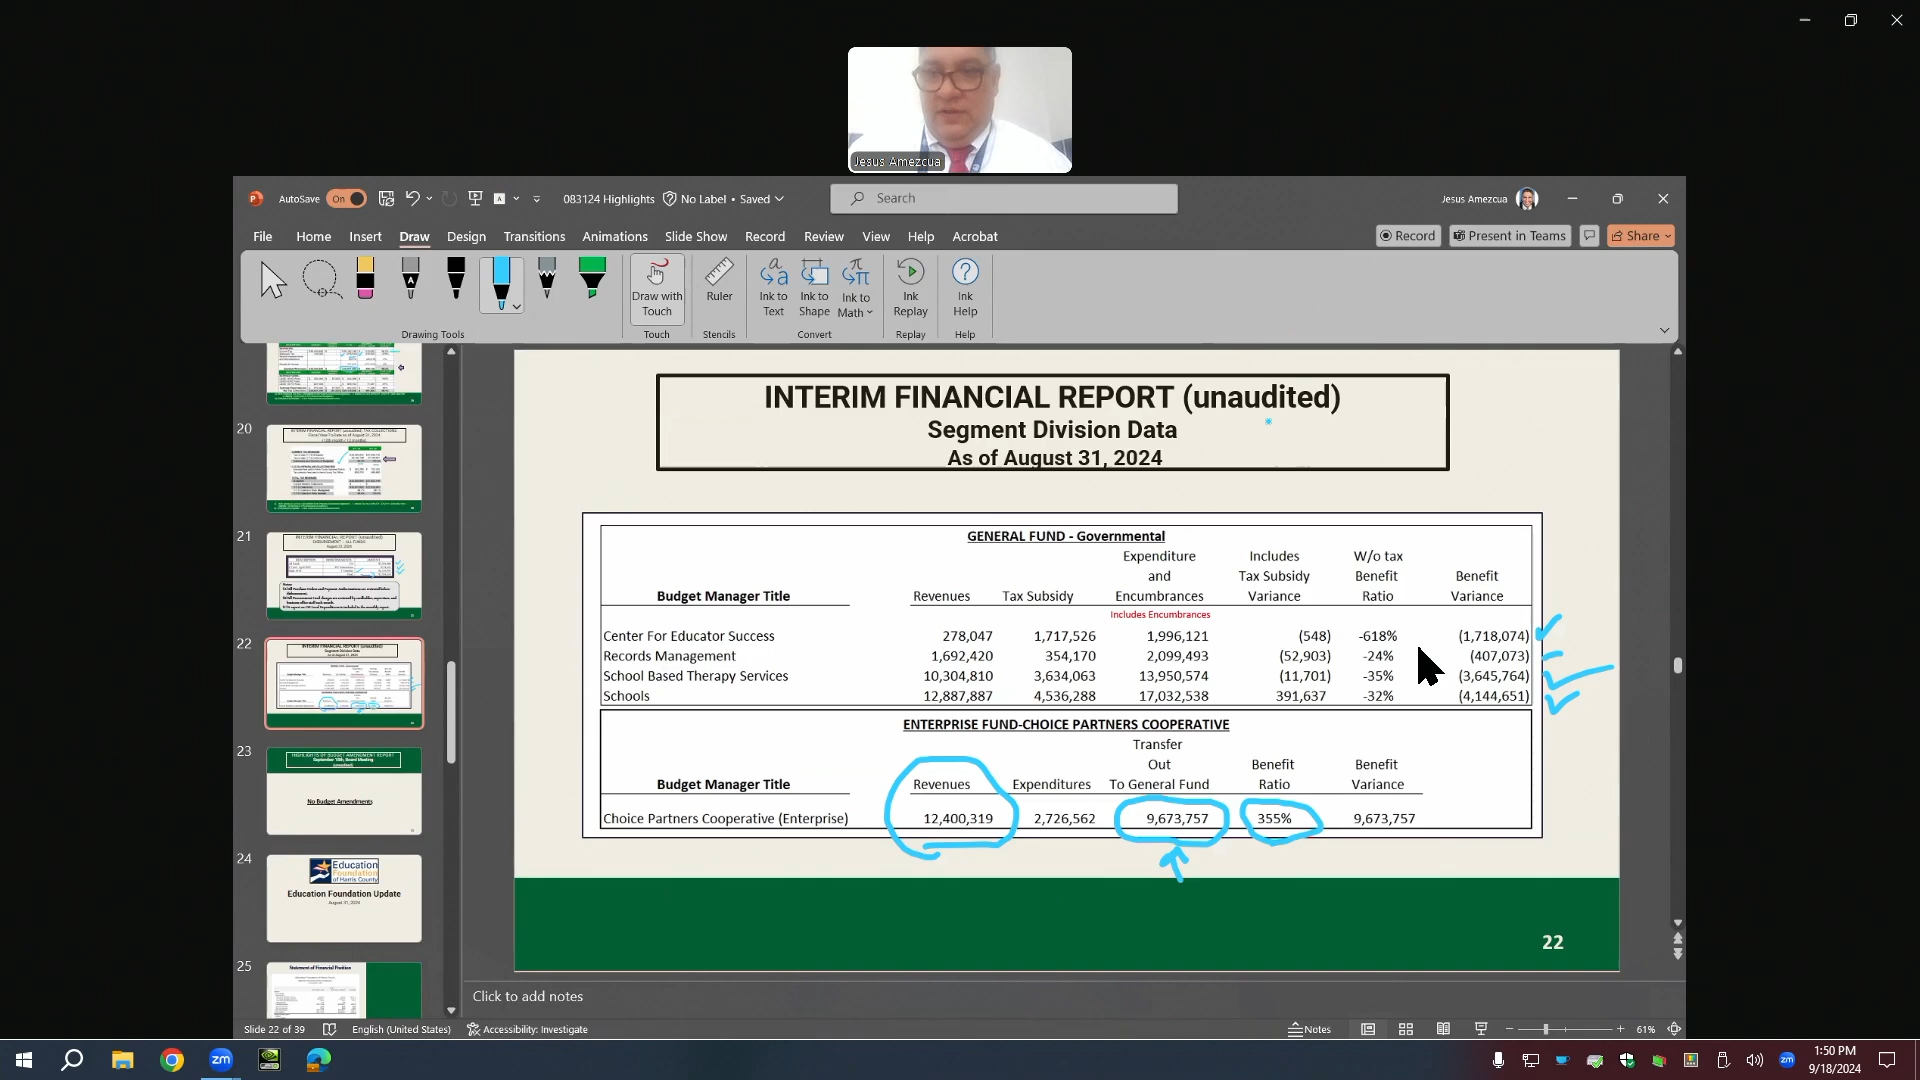 Jesus Amezcua
AutoSave On 083124 Highlights No Label • Saved Search Jesus Amezcua
File Home Insert Draw Design Transitions Animations Slide Show Record Review View Help Acrobat Record Present in Teams Share
Draw with Touch Ruler Ink to Text Ink to Shape Ink to Math Ink Replay Ink Help
Drawing Tools Touch Stencils Convert Replay Help
20
21
22
23
No Budget Amendments
24
Education
Foundation
of Harris County
Education Foundation Update
August 31, 2024
25
Statement of Financial Position
INTERIM FINANCIAL REPORT (unaudited)
Segment Division Data
As of August 31, 2024
GENERAL FUND - Governmental
Expenditure Includes W/o tax
and Tax Subsidy Benefit Benefit
Budget Manager Title Revenues Tax Subsidy Encumbrances Variance Ratio Variance
Includes Encumbrances
Center For Educator Success 278,047 1,717,526 1,996,121 (548) -618% (1,718,074)
Records Management 1,692,420 354,170 2,099,493 (52,903) -24% (407,073)
School Based Therapy Services 10,304,810 3,634,063 13,950,574 (11,701) -35% (3,645,764)
Schools 12,887,887 4,536,288 17,032,538 391,637 -32% (4,144,651)
ENTERPRISE FUND-CHOICE PARTNERS COOPERATIVE
Transfer
Out Benefit Benefit
Budget Manager Title Revenues Expenditures To General Fund Ratio Variance
Choice Partners Cooperative (Enterprise) 12,400,319 2,726,562 9,673,757 355% 9,673,757
22
Click to add notes
Slide 22 of 39 English (United States) Accessibility: Investigate Notes 61%
1:50 PM
9/18/2024